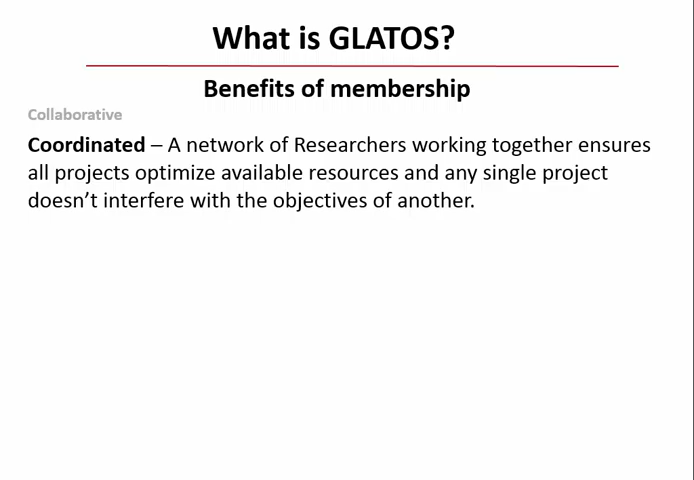 What is GLATOS?
Benefits of membership
Collaborative
Coordinated – A network of Researchers working together ensures
all projects optimize available resources and any single project
doesn’t interfere with the objectives of another.